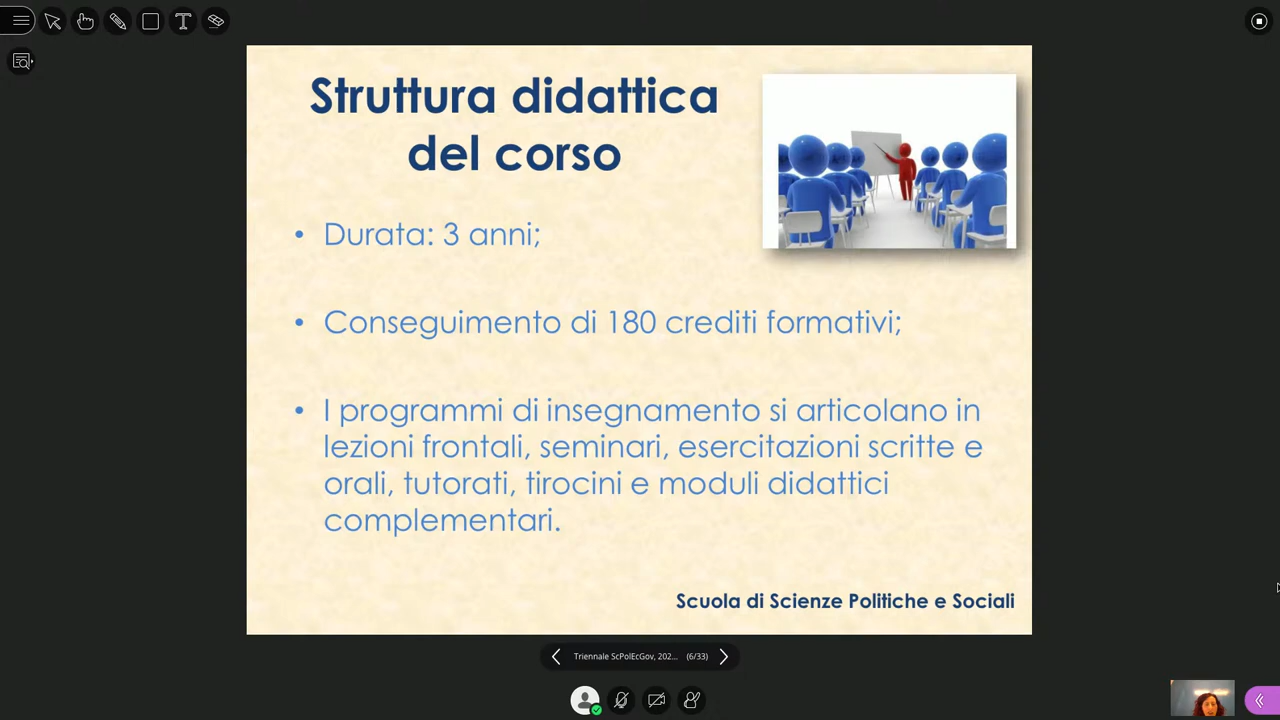 Struttura didattica
del corso
• Durata: 3 anni;
• Conseguimento di 180 crediti formativi;
• I programmi di insegnamento si articolano in
lezioni frontali, seminari, esercitazioni scritte e
orali, tutorati, tirocini e moduli didattici
complementari.
Scuola di Scienze Politiche e Sociali
Triennale ScPolEcGov, 202... (6/33)